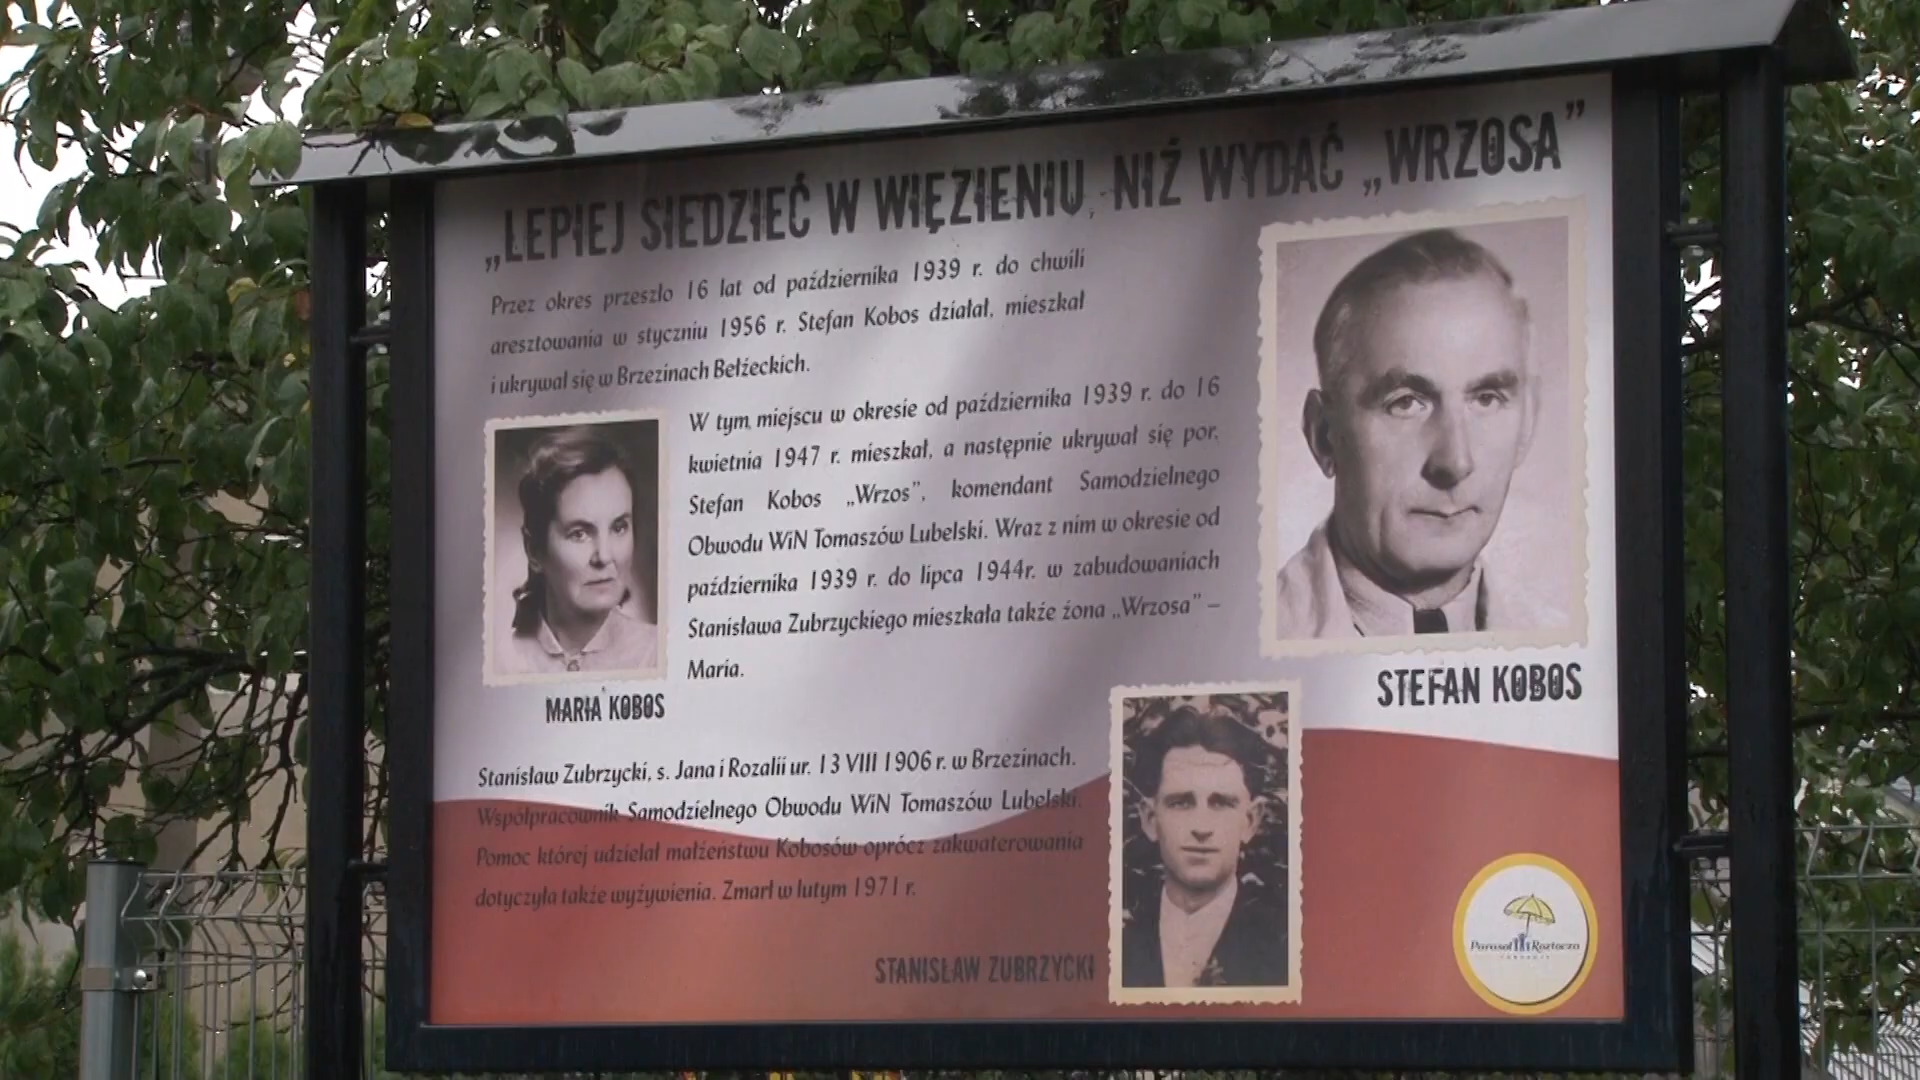 „LEPIEJ SIEDZIEĆ W WIĘZIENIU, NIŻ WYDAĆ „WRZOSA”
Przez okres przeszło 16 lat od października 1939 r. do chwili
aresztowania w styczniu 1956 r. Stefan Kobos działał, mieszkał
i ukrywał się w Brzezinach Bełżeckich.
W tym miejscu w okresie od października 1939 r. do 16
kwietnia 1947 r. mieszkał, a następnie ukrywał się por.
Stefan Kobos „Wrzos”, komendant Samodzielnego
Obwodu WiN Tomaszów Lubelski. Wraz z nim w okresie od
października 1939 r. do lipca 1944r. w zabudowaniach
Stanisława Zubrzyckiego mieszkała także żona „Wrzosa” –
Maria.
MARIA KOBOS
STEFAN KOBOS
Stanisław Zubrzycki, s. Jana i Rozalii ur. 13 VIII 1906 r. w Brzezinach.
Współpracownik Samodzielnego Obwodu WiN Tomaszów Lubelski.
Pomoc której udzielał małżeństwu Kobosów oprócz zakwaterowania
dotyczyła także wyżywienia. Zmarł w lutym 1971 r.
STANISŁAW ZUBRZYCKI
Parasol Roztocza
FUNDACJA